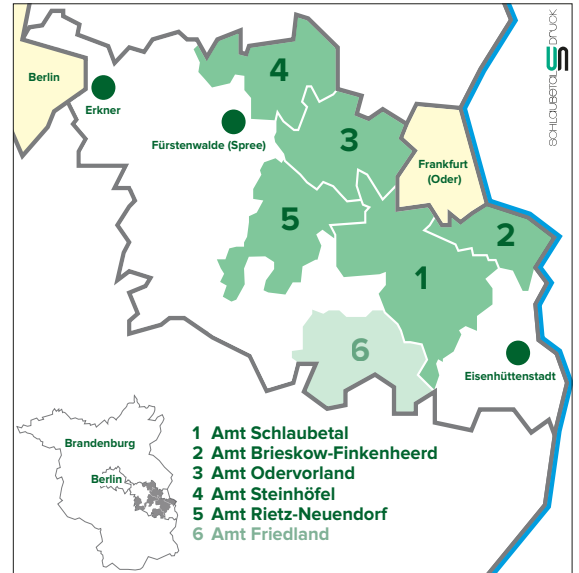 Berlin
Erkner
Fürstenwalde (Spree)
4
3
Frankfurt
(Oder)
5
2
1
6
Eisenhüttenstadt
SCHLAUBETAL DRUCK
UN
Brandenburg
Berlin
1 Amt Schlaubetal
2 Amt Brieskow-Finkenheerd
3 Amt Odervorland
4 Amt Steinhöfel
5 Amt Rietz-Neuendorf
6 Amt Friedland